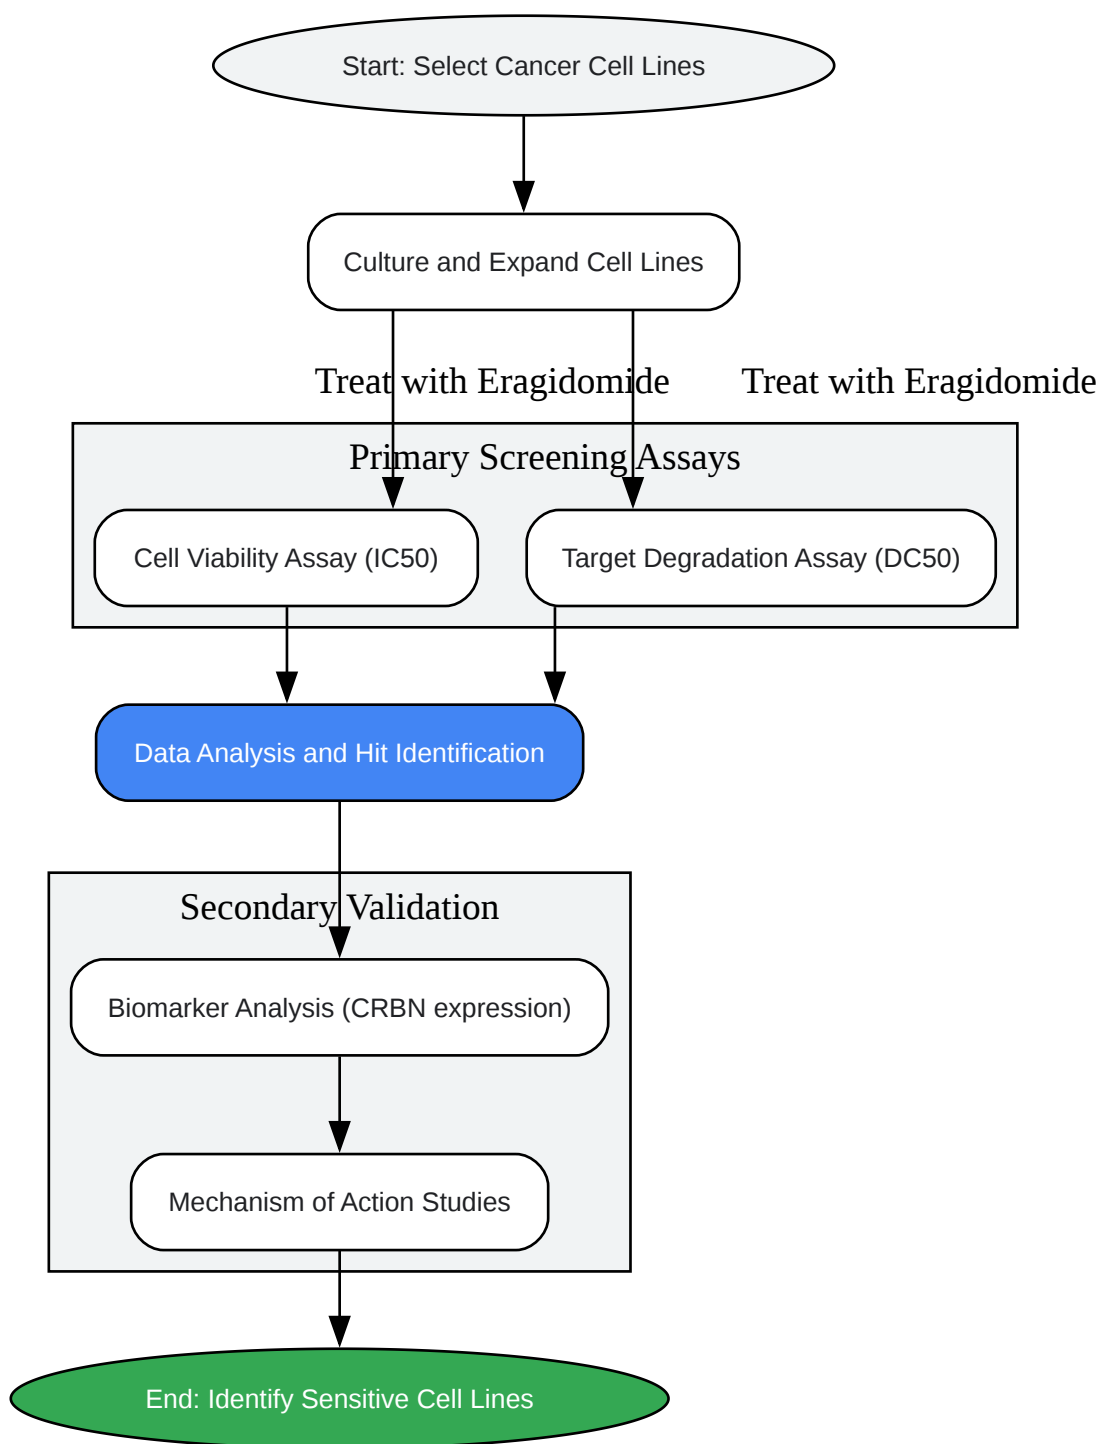 Start: Select Cancer Cell Lines
Culture and Expand Cell Lines
Treat with Eragidomide
Treat with Eragidomide
Primary Screening Assays
Cell Viability Assay (IC50)
Target Degradation Assay (DC50)
Data Analysis and Hit Identification
Secondary Validation
Biomarker Analysis (CRBN expression)
Mechanism of Action Studies
End: Identify Sensitive Cell Lines